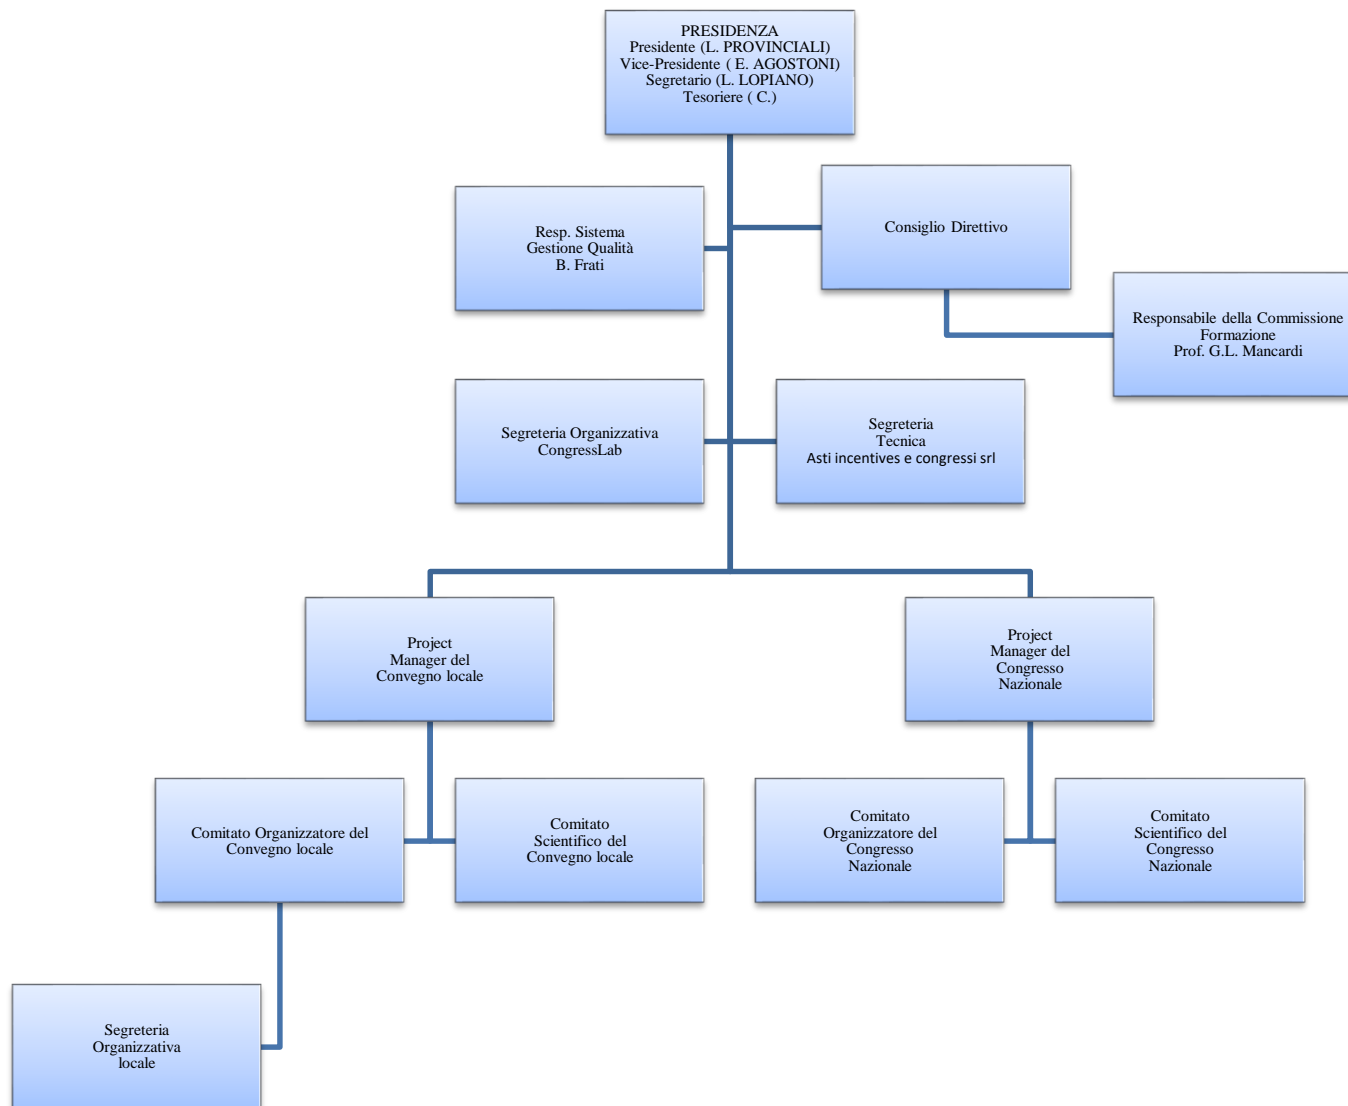 PRESIDENZA
Presidente (L. PROVINCIALI)
Vice-Presidente ( E. AGOSTONI)
Segretario (L. LOPIANO)
Tesoriere ( C.)
Resp. Sistema
Gestione Qualità
B. Frati
Consiglio Direttivo
Responsabile della Commissione
Formazione
Prof. G.L. Mancardi
Segreteria Organizzativa
CongressLab
Segreteria
Tecnica
Asti incentives e congressi srl
Project
Manager del
Convegno locale
Project
Manager del
Congresso
Nazionale
Comitato Organizzatore del
Convegno locale
Comitato
Scientifico del
Convegno locale
Comitato
Organizzatore del
Congresso
Nazionale
Comitato
Scientifico del
Congresso
Nazionale
Segreteria
Organizzativa
locale